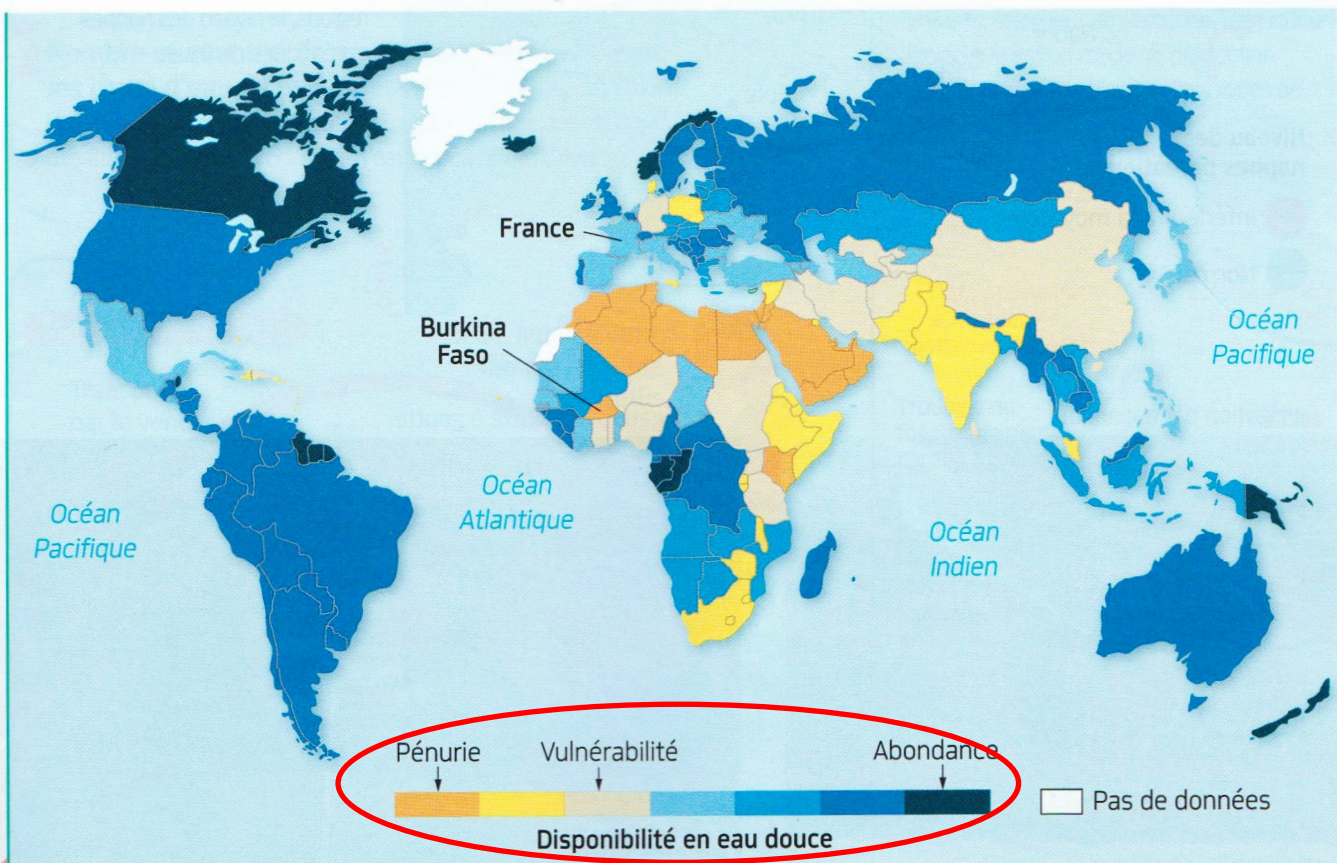 France
Burkina
Faso
Océan
Pacifique
Océan
Atlantique
Océan
Pacifique
Océan
Indien
Pénurie
Vulnérabilité
Abondance
Pas de données
Disponibilité en eau douce